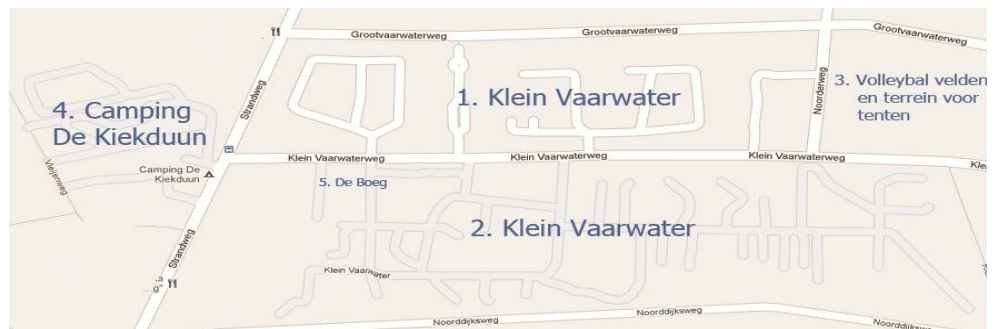 Grootvaarwaterweg
Grootvaarwaterweg
Strandweg
Noorderweg
4. Camping
De Kiekduun
1. Klein Vaarwater
3. Volleybal velden
en terrein voor
tenten
Klein Vaarwaterweg
Klein Vaarwaterweg
Klein Vaarwaterweg
Camping De
Kiekduun
5. De Boeg
2. Klein Vaarwater
Strandweg
Klein Vaarwater
Noorddijksweg
Noorddijksweg
Noorddijksweg